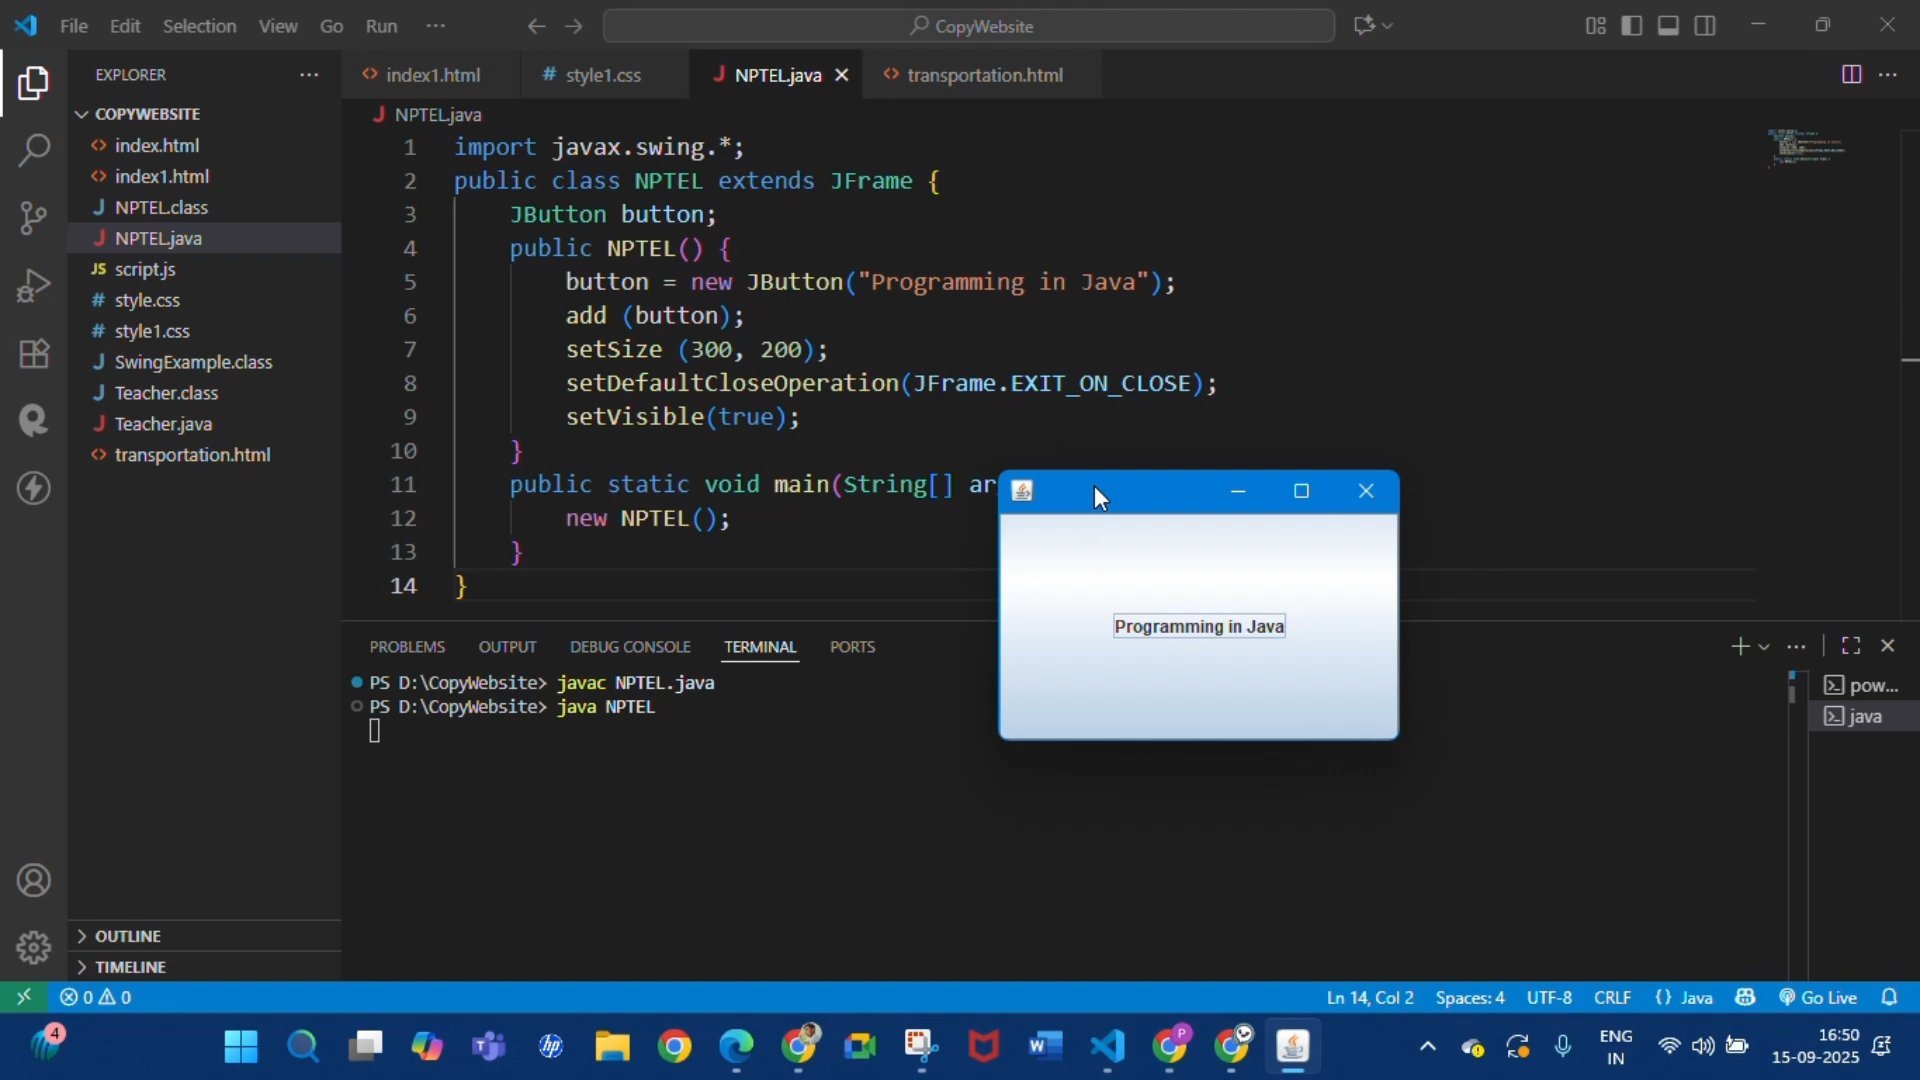 File Edit Selection View Go Run ···
CopyWebsite
EXPLORER ···
index1.html
# style1.css
J NPTEL.java
transportation.html
COPYWEBSITE
index.html
index1.html
J NPTEL.class
J NPTEL.java
JS script.js
# style.css
# style1.css
J SwingExample.class
J Teacher.class
J Teacher.java
transportation.html
J NPTEL.java
1 import javax.swing.*;
2 public class NPTEL extends JFrame {
3 JButton button;
4 public NPTEL() {
5 button = new JButton("Programming in Java");
6 add (button);
7 setSize (300, 200);
8 setDefaultCloseOperation(JFrame.EXIT_ON_CLOSE);
9 setVisible(true);
10 }
11 public static void main(String[] ar
12 new NPTEL();
13 }
14 }
Programming in Java
PROBLEMS OUTPUT DEBUG CONSOLE TERMINAL PORTS
PS D:\CopyWebsite> javac NPTEL.java
PS D:\CopyWebsite> java NPTEL
pow...
java
OUTLINE
TIMELINE
0 0
Ln 14, Col 2 Spaces: 4 UTF-8 CRLF {} Java Go Live
4
hp
W
P
ENG
IN
16:50
15-09-2025